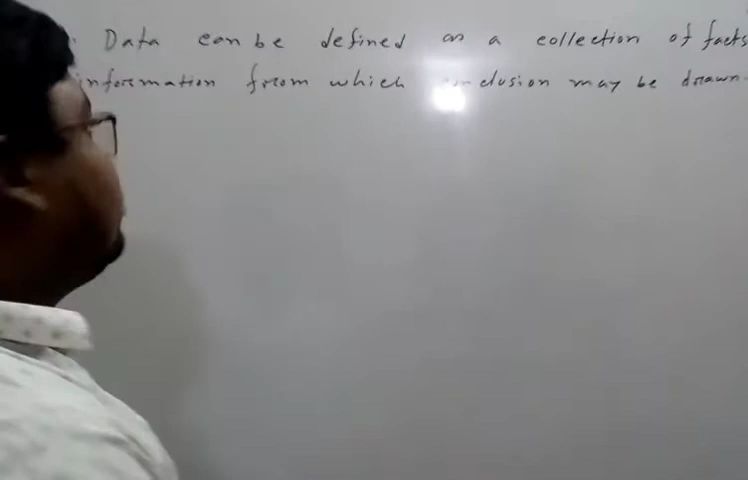 Data can be defined as a collection of facts
information from which conclusion may be drawn.